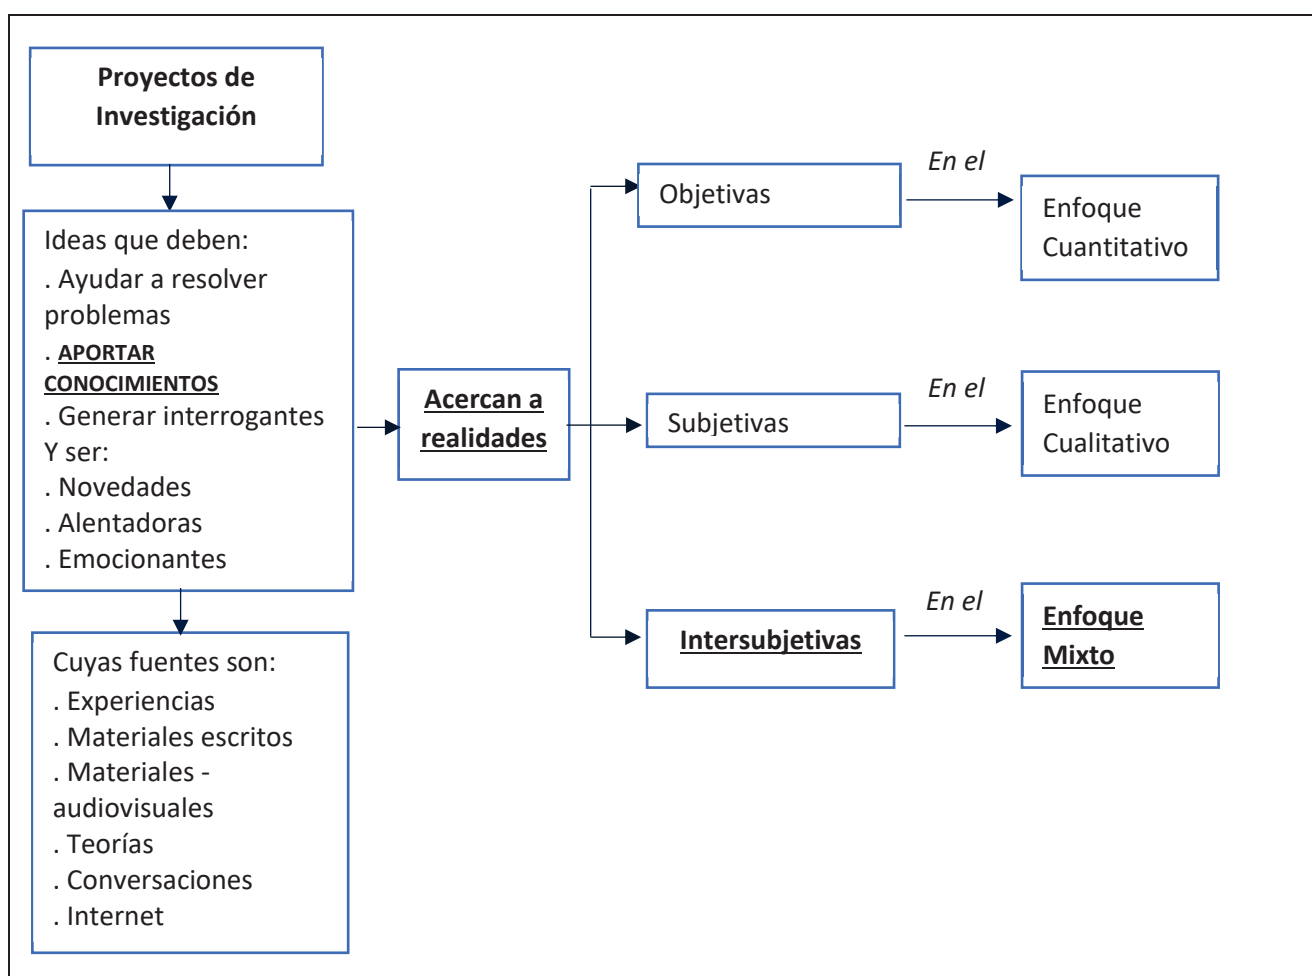 Proyectos de
Investigación
Ideas que deben:
. Ayudar a resolver
problemas
. APORTAR
CONOCIMIENTOS
. Generar interrogantes
Y ser:
. Novedades
. Alentadoras
. Emocionantes
Cuyas fuentes son:
. Experiencias
. Materiales escritos
. Materiales -
audiovisuales
. Teorías
. Conversaciones
. Internet
Acercan a
realidades
Objetivas
En el
Enfoque
Cuantitativo
Subjetivas
En el
Enfoque
Cualitativo
Intersubjetivas
En el
Enfoque
Mixto